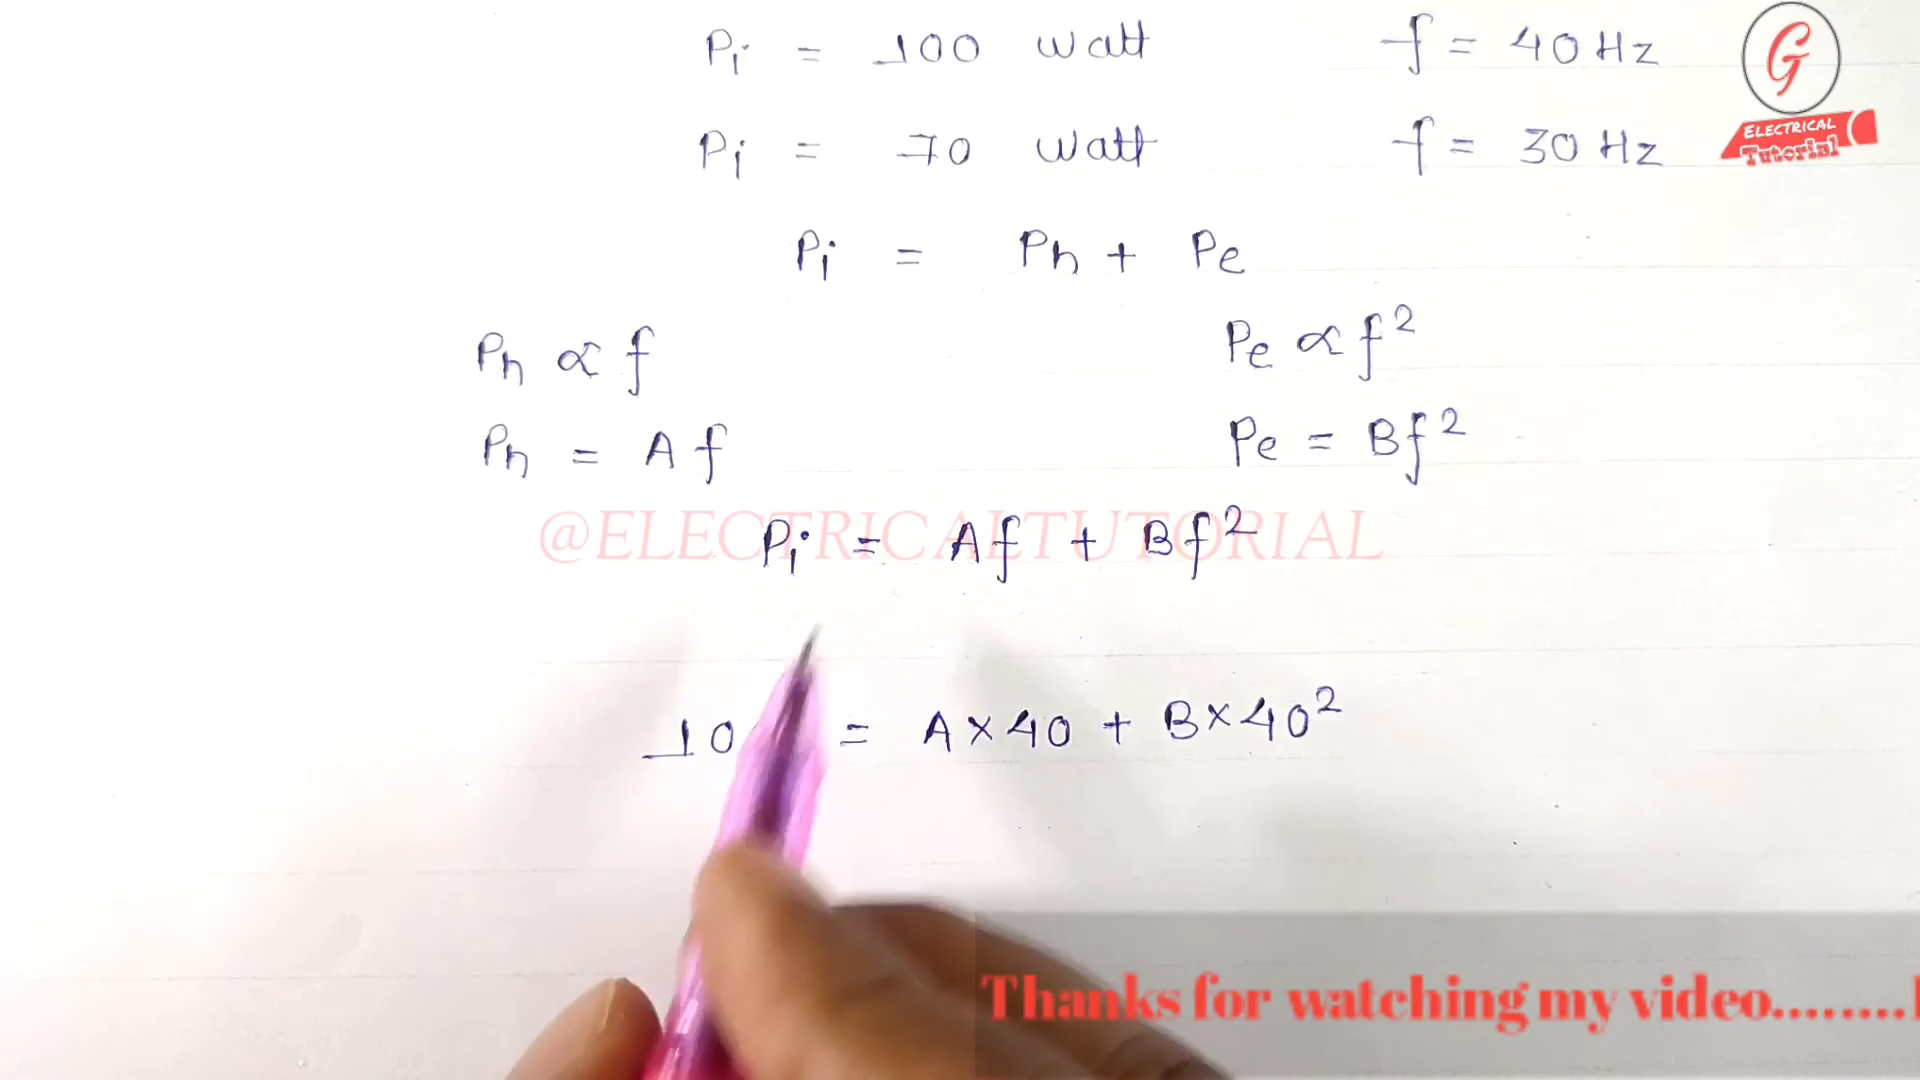 Pi = 100 watt f = 40 Hz
G
ELECTRICAL
Tutorial
Pi = 70 watt f = 30 Hz
Pi = Ph + Pe
Ph ∝ f Pe ∝ f²
Ph = Af Pe = Bf²
@ELECTRICALTUTORIAL
Pi = Af + Bf²
10 = A×40 + B×40²
Thanks for watching my video........